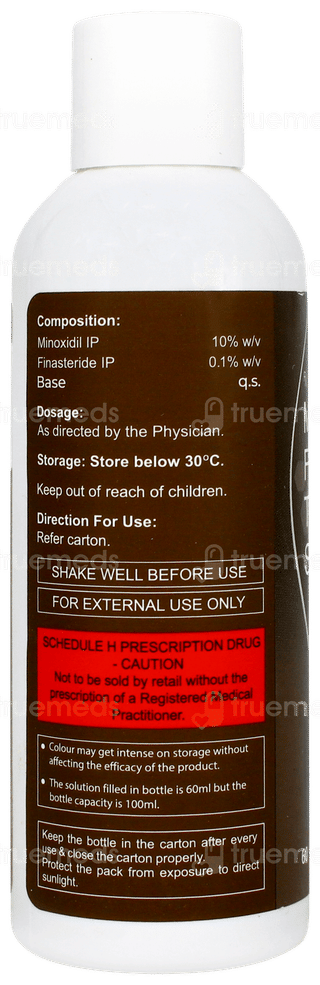 Composition:
Minoxidil IP 10% w/v
Finasteride IP 0.1% w/v
Base q.s.
Dosage:
As directed by the Physician.
Storage: Store below 30°C.
Keep out of reach of children.
Direction For Use:
Refer carton.
SHAKE WELL BEFORE USE
FOR EXTERNAL USE ONLY
SCHEDULE H PRESCRIPTION DRUG
- CAUTION
Not to be sold by retail without the
prescription of a Registered Medical
Practitioner.
• Colour may get intense on storage without
affecting the efficacy of the product.
• The solution filled in bottle is 60ml but the
bottle capacity is 100ml.
Keep the bottle in the carton after every
use & close the carton properly.
Protect the pack from exposure to direct
sunlight.
truemeds